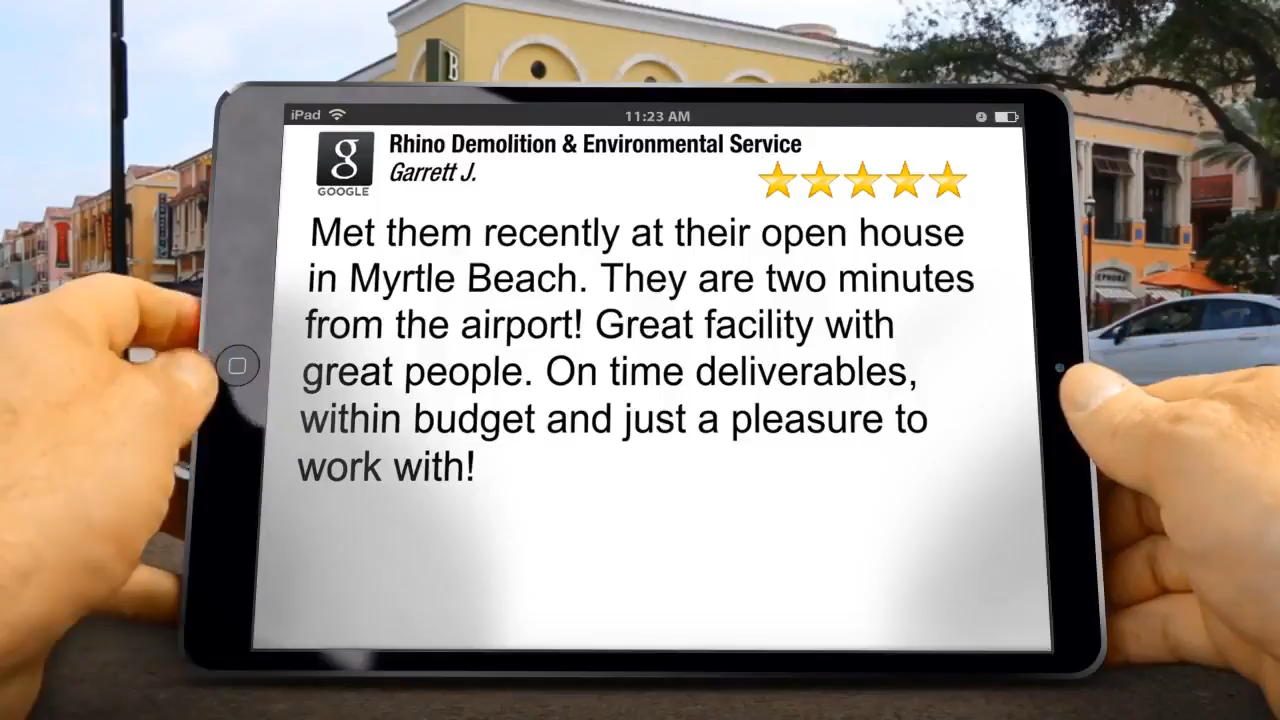 B
iPad
11:23 AM
g
GOOGLE
Rhino Demolition & Environmental Service
Garrett J.
Met them recently at their open house
in Myrtle Beach. They are two minutes
from the airport! Great facility with
great people. On time deliverables,
within budget and just a pleasure to
work with!